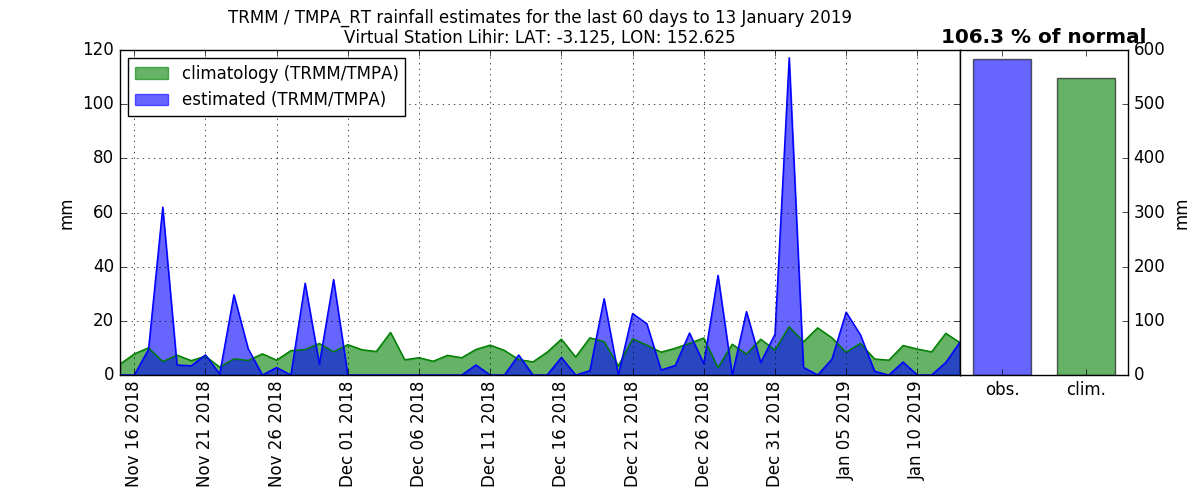 TRMM / TMPA_RT rainfall estimates for the last 60 days to 13 January 2019
Virtual Station Lihir: LAT: -3.125, LON: 152.625
106.3 % of normal
climatology (TRMM/TMPA)
estimated (TRMM/TMPA)
120
100
80
60
40
20
0
mm
600
500
400
300
200
100
0
mm
Nov 16 2018
Nov 21 2018
Nov 26 2018
Dec 01 2018
Dec 06 2018
Dec 11 2018
Dec 16 2018
Dec 21 2018
Dec 26 2018
Dec 31 2018
Jan 05 2019
Jan 10 2019
obs.
clim.